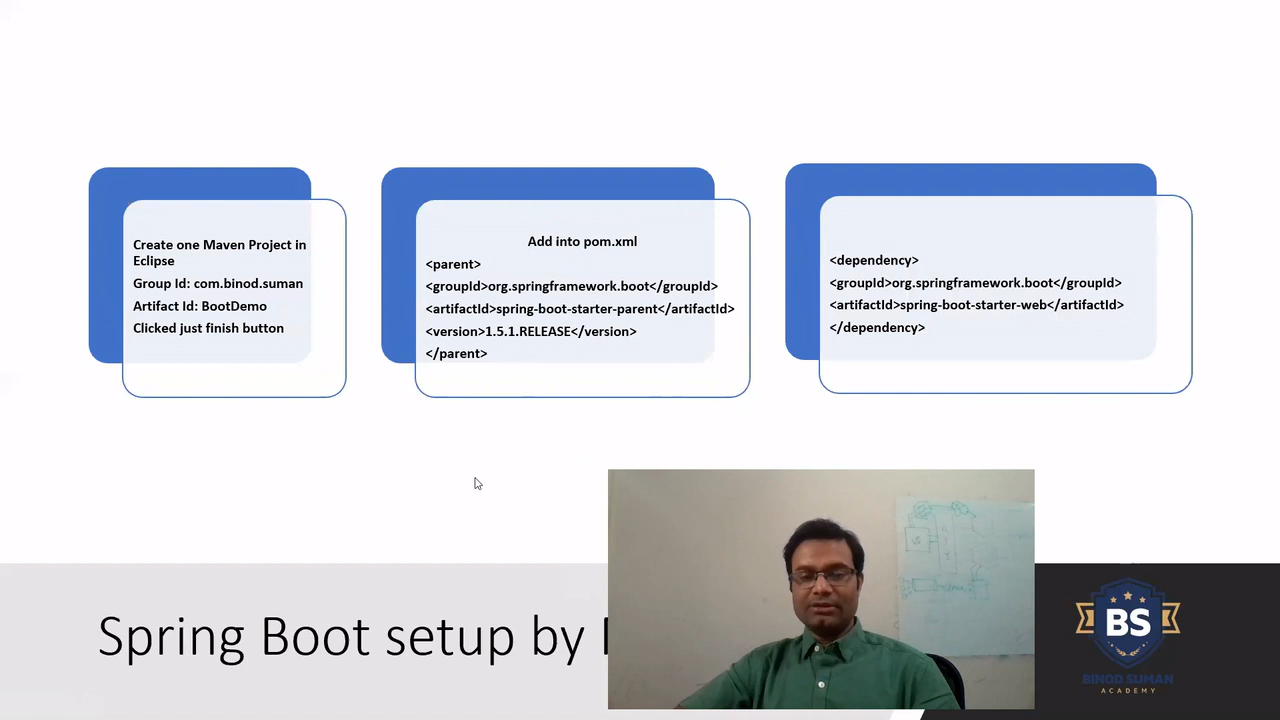 Create one Maven Project in
Eclipse
Group Id: com.binod.suman
Artifact Id: BootDemo
Clicked just finish button
Add into pom.xml
<parent>
<groupId>org.springframework.boot</groupId>
<artifactId>spring-boot-starter-parent</artifactId>
<version>1.5.1.RELEASE</version>
</parent>
<dependency>
<groupId>org.springframework.boot</groupId>
<artifactId>spring-boot-starter-web</artifactId>
</dependency>
Spring Boot setup by
BS
BINOD SUMAN
ACADEMY